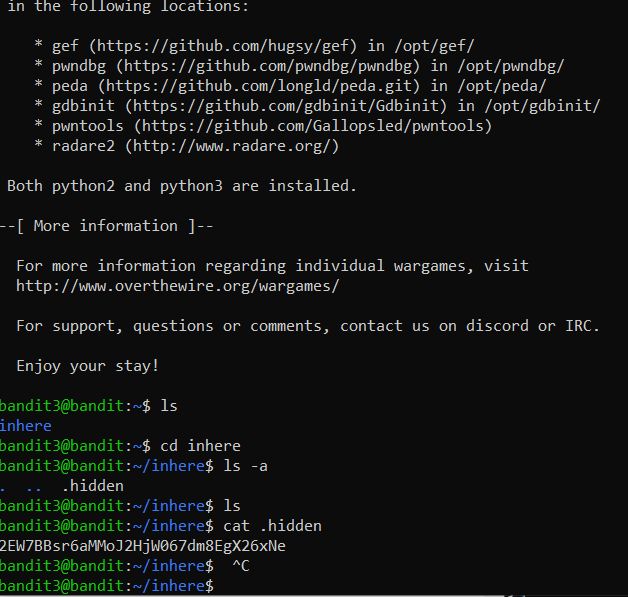 in the following locations:
* gef (https://github.com/hugsy/gef) in /opt/gef/
* pwndbg (https://github.com/pwndbg/pwndbg) in /opt/pwndbg/
* peda (https://github.com/longld/peda.git) in /opt/peda/
* gdbinit (https://github.com/gdbinit/Gdbinit) in /opt/gdbinit/
* pwntools (https://github.com/Gallopsled/pwntools)
* radare2 (http://www.radare.org/)
Both python2 and python3 are installed.
--[ More information ]--
For more information regarding individual wargames, visit
http://www.overthewire.org/wargames/
For support, questions or comments, contact us on discord or IRC.
Enjoy your stay!
bandit3@bandit:~$ ls
inhere
bandit3@bandit:~$ cd inhere
bandit3@bandit:~/inhere$ ls -a
. .. .hidden
bandit3@bandit:~/inhere$ ls
bandit3@bandit:~/inhere$ cat .hidden
2EW7BBsr6aMMoJ2HjW067dm8EgX26xNe
bandit3@bandit:~/inhere$ ^C
bandit3@bandit:~/inhere$